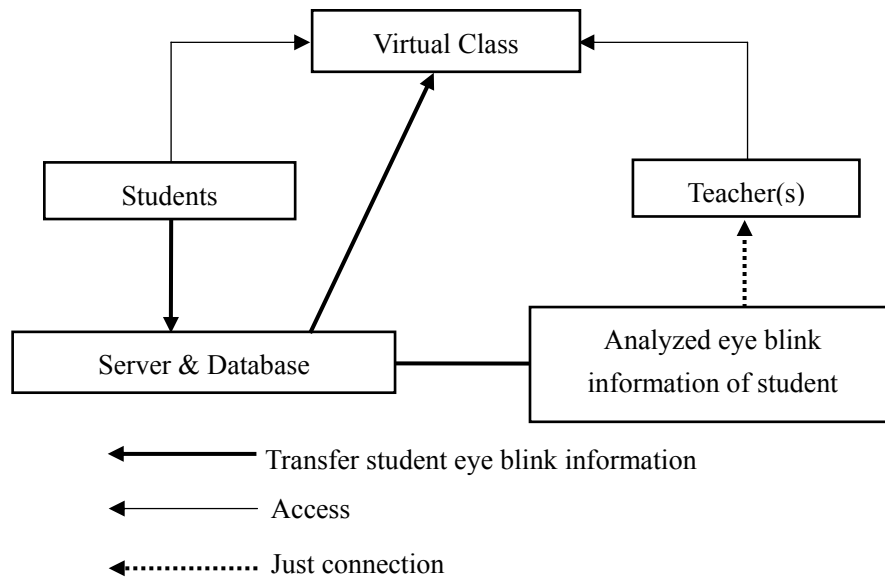 Virtual Class
Students
Teacher(s)
Server & Database
Analyzed eye blink
information of student
Transfer student eye blink information
Access
Just connection